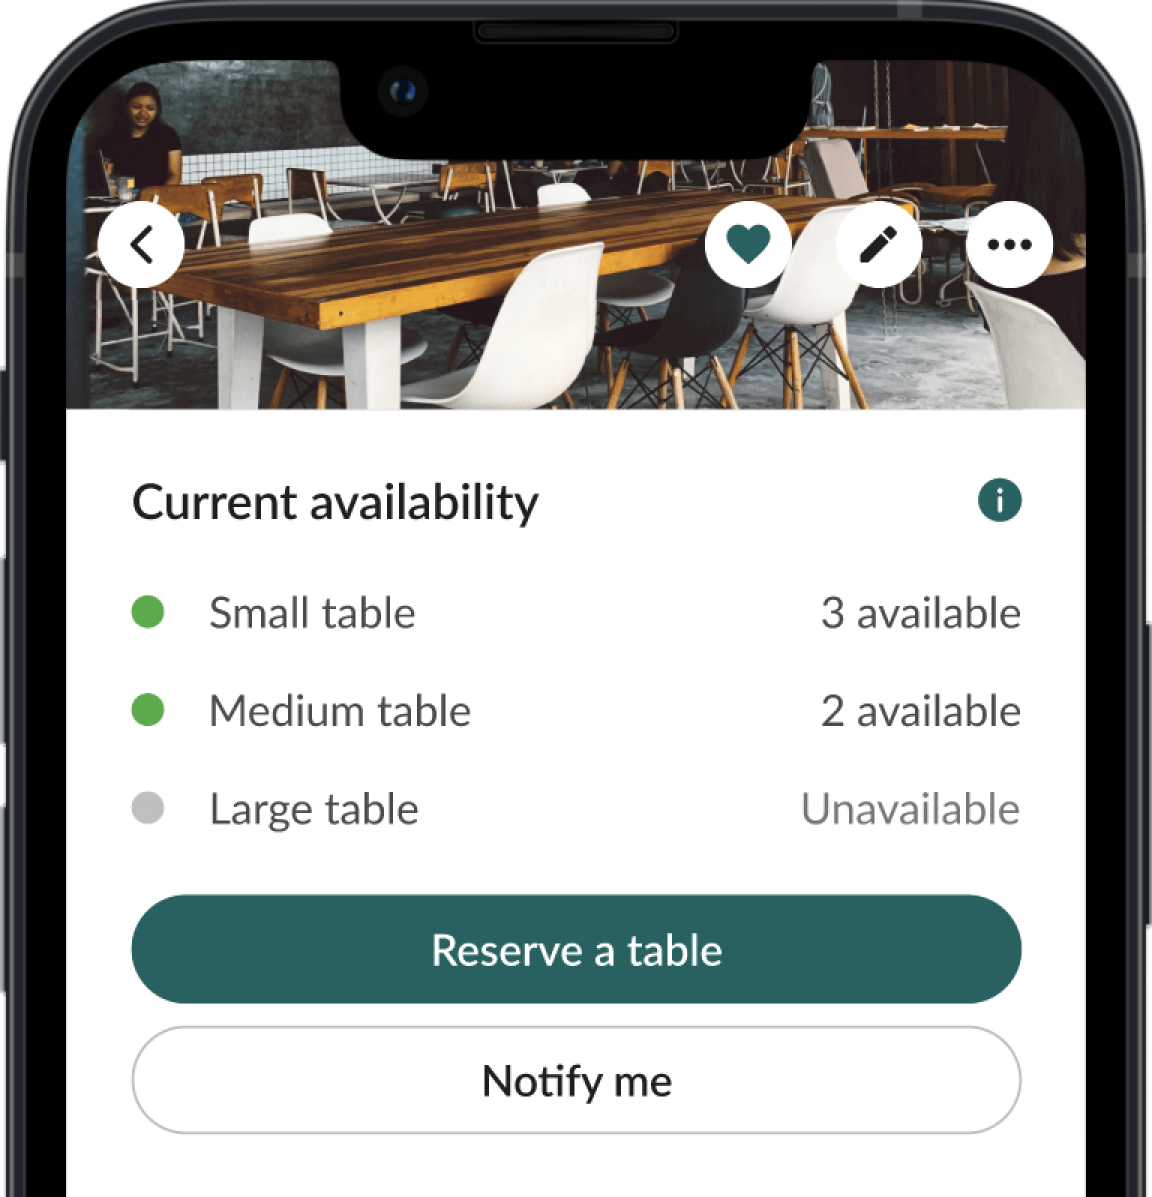 Current availability
Small table
3 available
Medium table
2 available
Large table
Unavailable
Reserve a table
Notify me